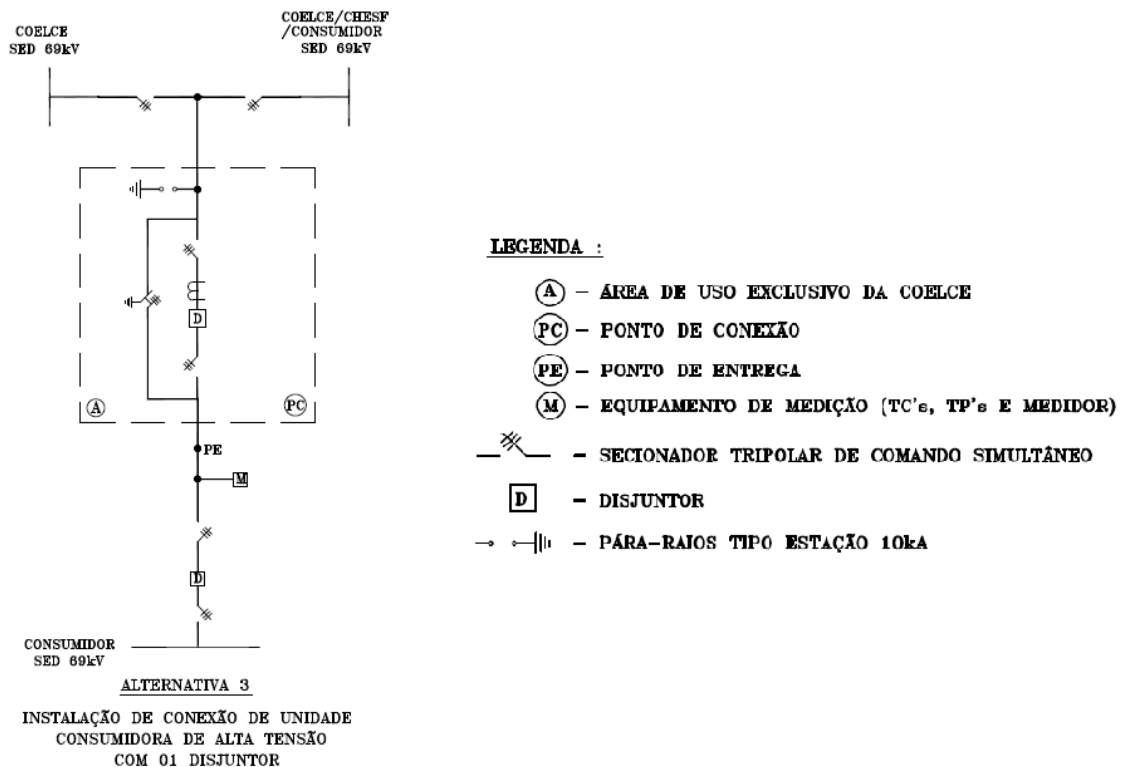 COELCE
SED 69kV
COELCE/CHESF
/CONSUMIDOR
SED 69kV
D
A
PC
PE
M
D
CONSUMIDOR
SED 69kV
ALTERNATIVA 3
INSTALAÇÃO DE CONEXÃO DE UNIDADE
CONSUMIDORA DE ALTA TENSÃO
COM 01 DISJUNTOR
LEGENDA :
A - ÁREA DE USO EXCLUSIVO DA COELCE
PC - PONTO DE CONEXÃO
PE - PONTO DE ENTREGA
M - EQUIPAMENTO DE MEDIÇÃO (TC's, TP's E MEDIDOR)
- SECIONADOR TRIPOLAR DE COMANDO SIMULTÂNEO
D - DISJUNTOR
- PÁRA-RAIOS TIPO ESTAÇÃO 10kA